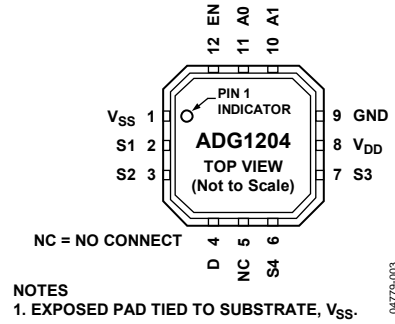 12 EN
11 A0
10 A1
PIN 1
INDICATOR
VSS 1
S1 2
S2 3
ADG1204
TOP VIEW
(Not to Scale)
9 GND
8 VDD
7 S3
NC = NO CONNECT
D 4
NC 5
S4 6
NOTES
1. EXPOSED PAD TIED TO SUBSTRATE, VSS.
04779-003